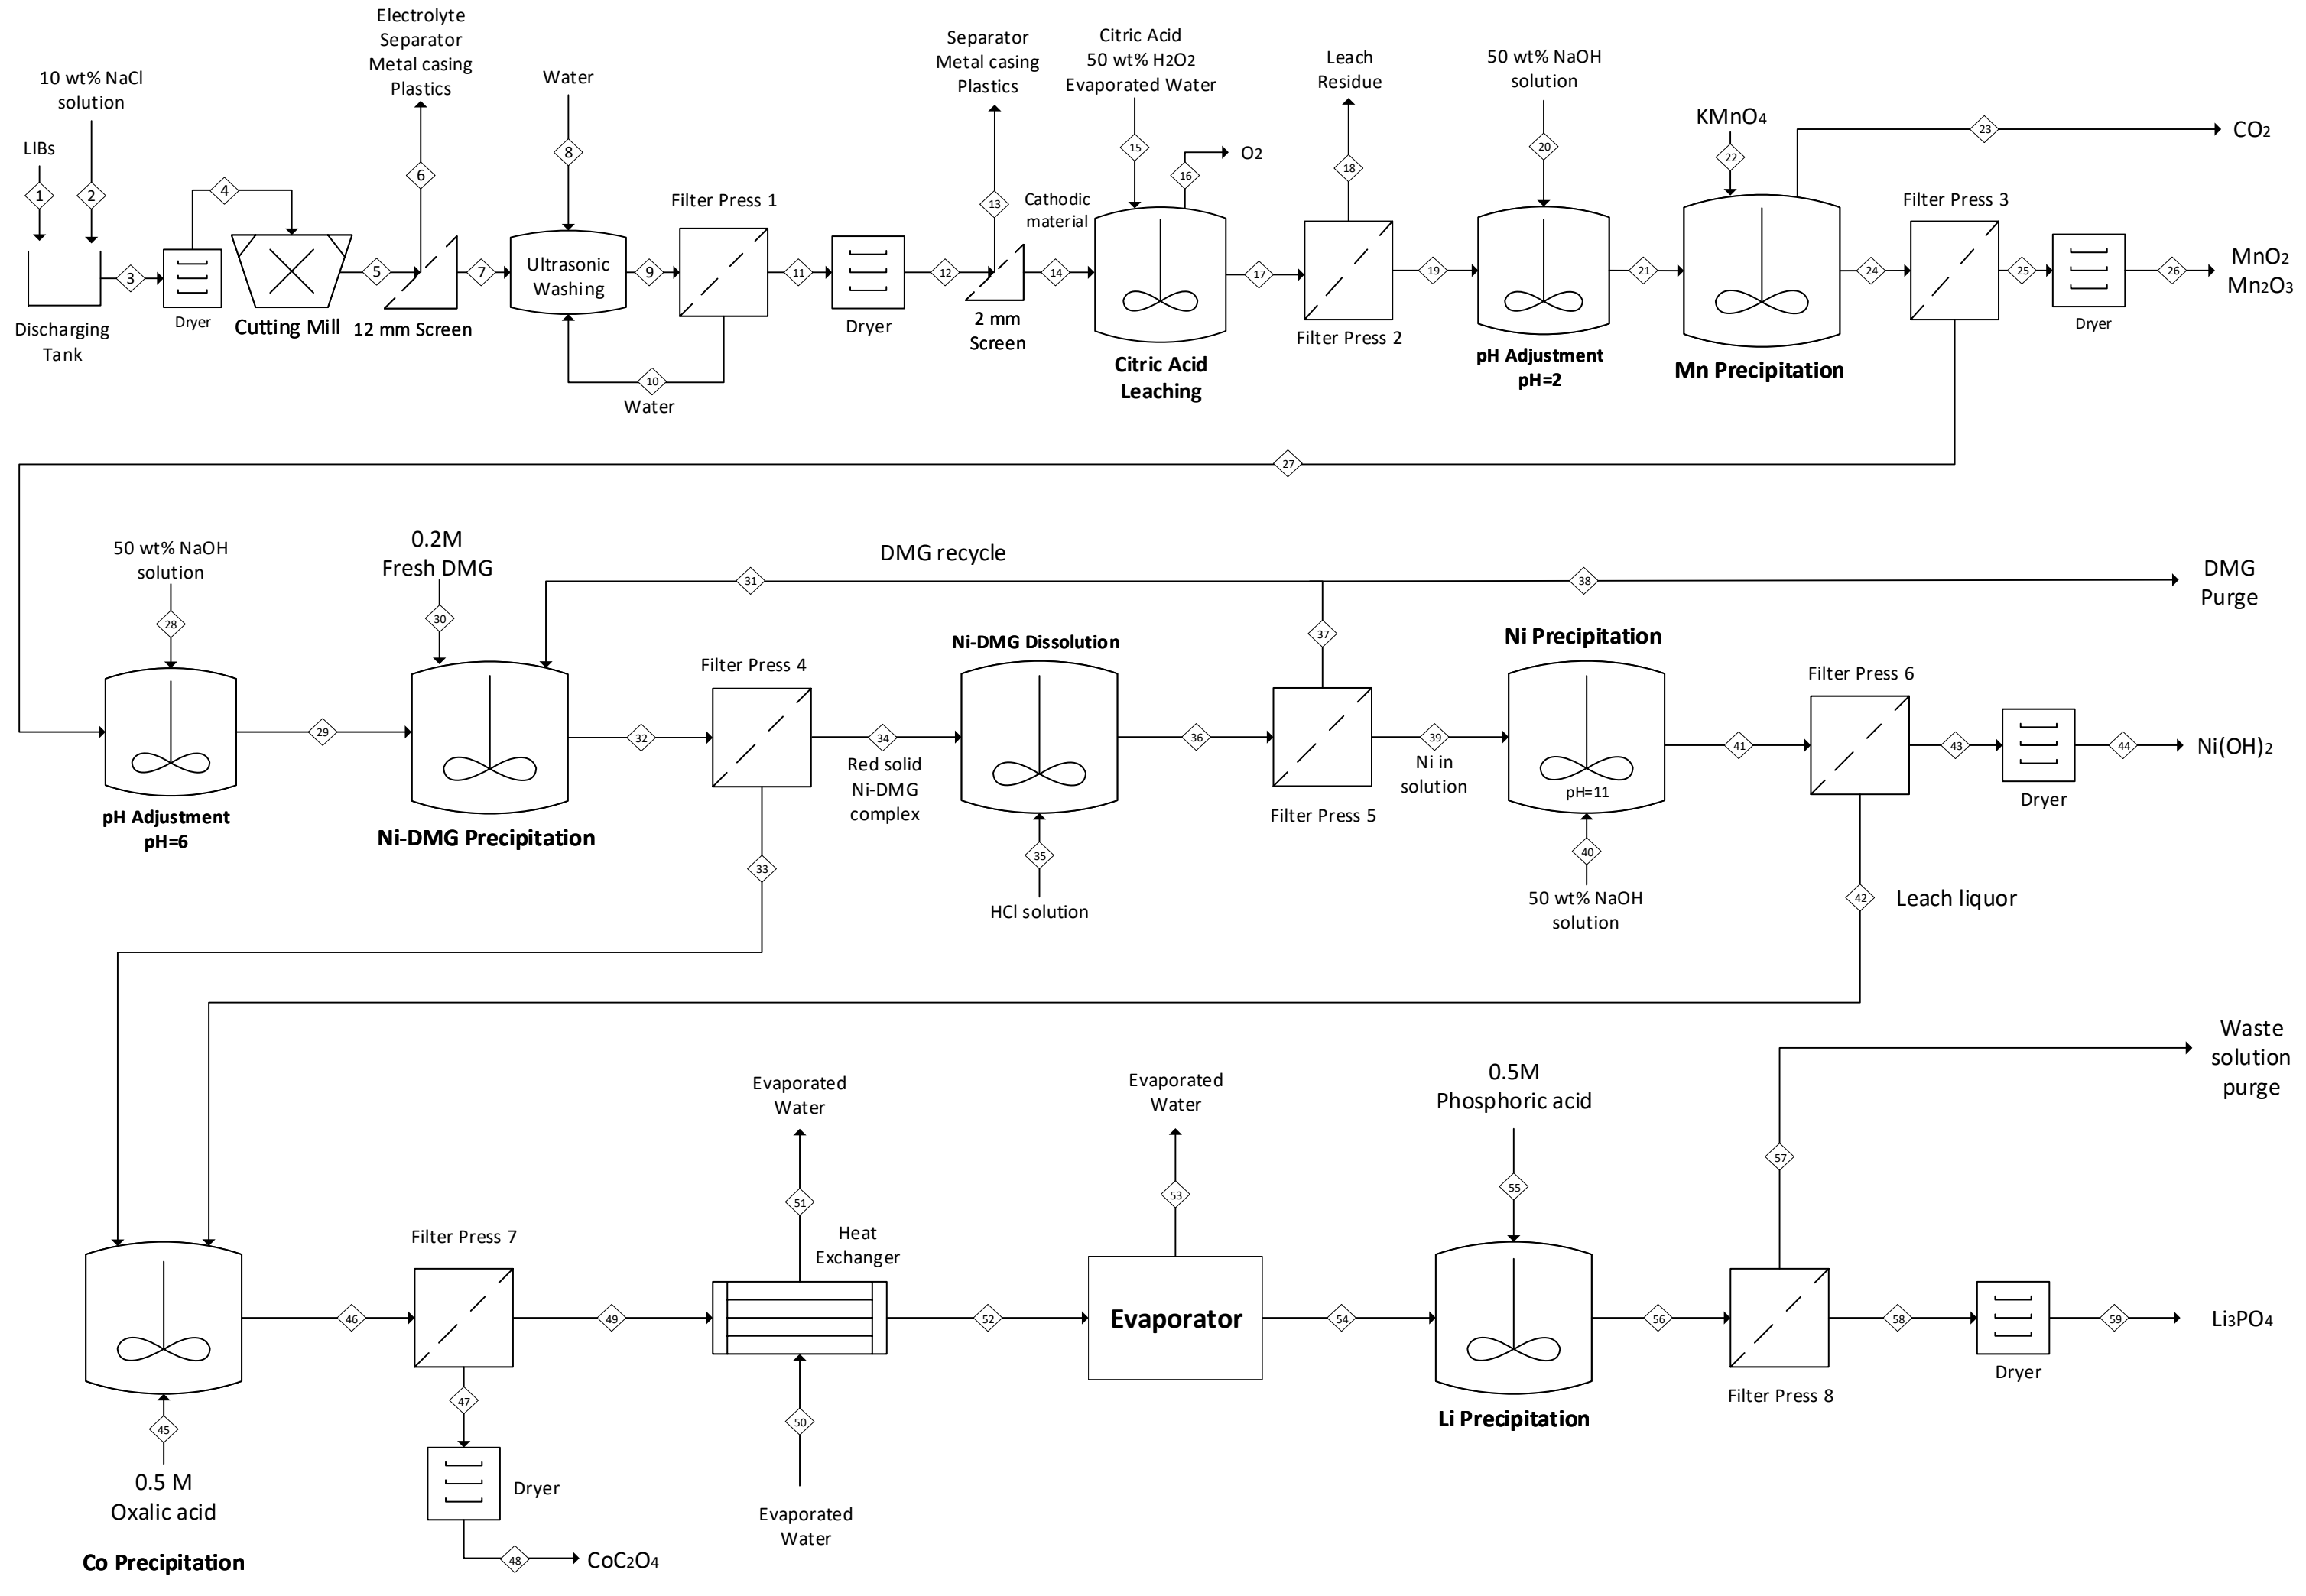 Electrolyte
Separator
Metal casing
Plastics
10 wt% NaCl
solution
LIBs
1
2
3
4
Dryer
Discharging
Tank
Cutting Mill
5
6
12 mm Screen
7
Water
8
Ultrasonic
Washing
9
10
Water
Filter Press 1
11
Dryer
12
Separator
Metal casing
Plastics
13
2 mm
Screen
Cathodic
material
14
Citric Acid
50 wt% H2O2
Evaporated Water
15
16
O2
Citric Acid
Leaching
17
Leach
Residue
18
Filter Press 2
19
50 wt% NaOH
solution
20
pH Adjustment
pH=2
21
KMnO4
22
23
CO2
Mn Precipitation
24
Filter Press 3
25
Dryer
26
MnO2
Mn2O3
27
50 wt% NaOH
solution
28
pH Adjustment
pH=6
29
0.2M
Fresh DMG
30
DMG recycle
31
Ni-DMG Precipitation
32
Filter Press 4
33
34
Red solid
Ni-DMG
complex
Ni-DMG Dissolution
35
HCl solution
36
37
38
DMG
Purge
Filter Press 5
39
Ni in
solution
Ni Precipitation
pH=11
40
50 wt% NaOH
solution
41
Filter Press 6
42
Leach liquor
43
Dryer
44
Ni(OH)2
45
0.5 M
Oxalic acid
Co Precipitation
46
Filter Press 7
47
Dryer
48
CoC2O4
49
Evaporated
Water
51
Heat
Exchanger
50
Evaporated
Water
52
Evaporated
Water
53
Evaporator
54
0.5M
Phosphoric acid
55
Li Precipitation
56
57
Waste
solution
purge
Filter Press 8
58
Dryer
59
Li3PO4